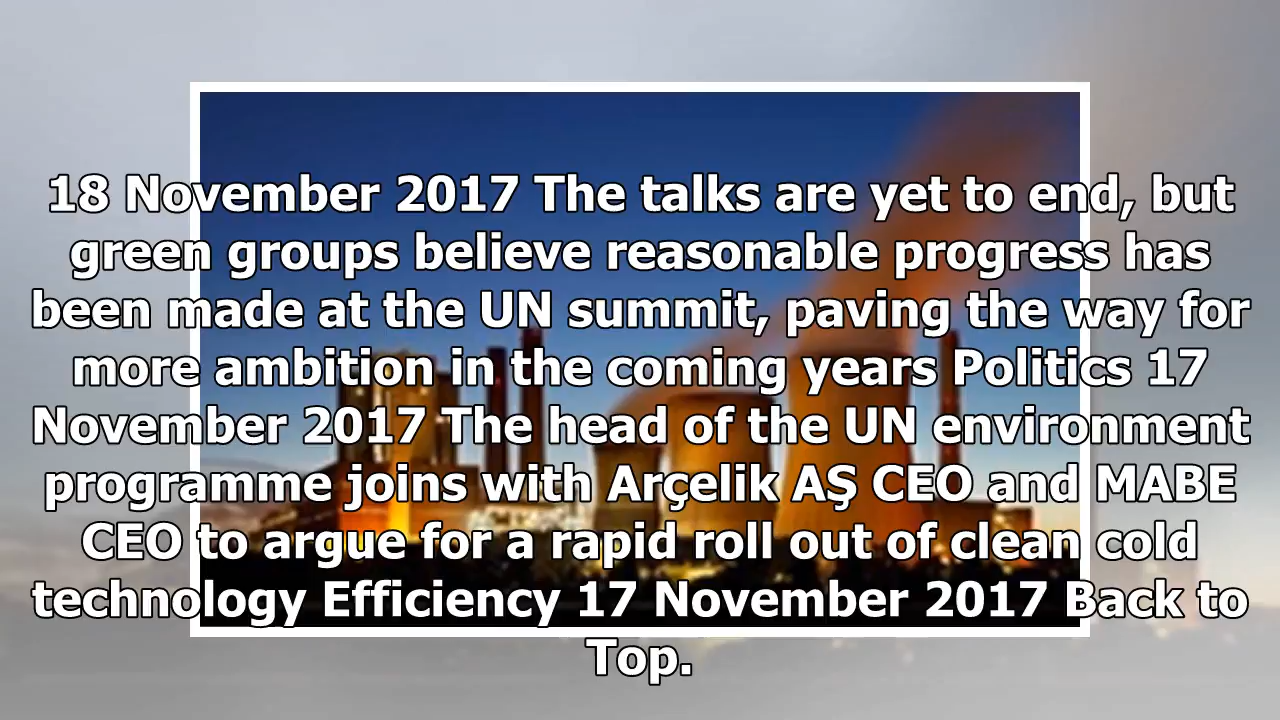 18 November 2017 The talks are yet to end, but
green groups believe reasonable progress has
been made at the UN summit, paving the way for
more ambition in the coming years Politics 17
November 2017 The head of the UN environment
programme joins with Arçelik AŞ CEO and MABE
CEO to argue for a rapid roll out of clean cold
technology Efficiency 17 November 2017 Back to
Top.